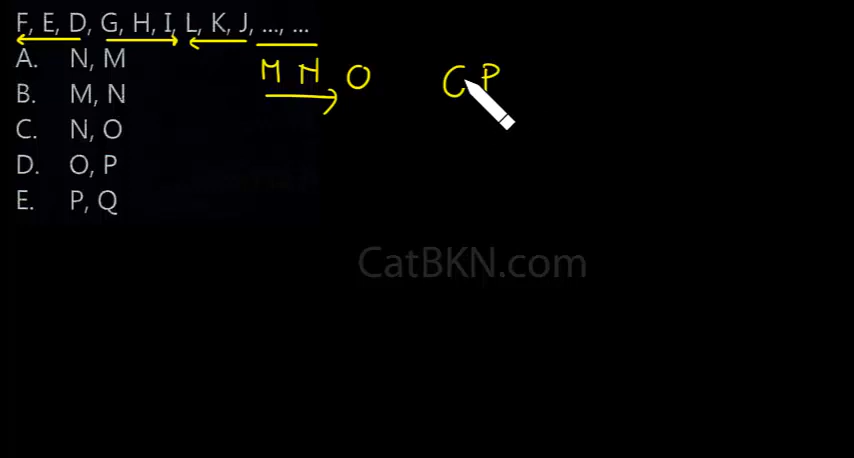 F, E, D, G, H, I, L, K, J, ..., ...
A. N, M
B. M, N
C. N, O
D. O, P
E. P, Q
M N O
C P
CatBKN.com